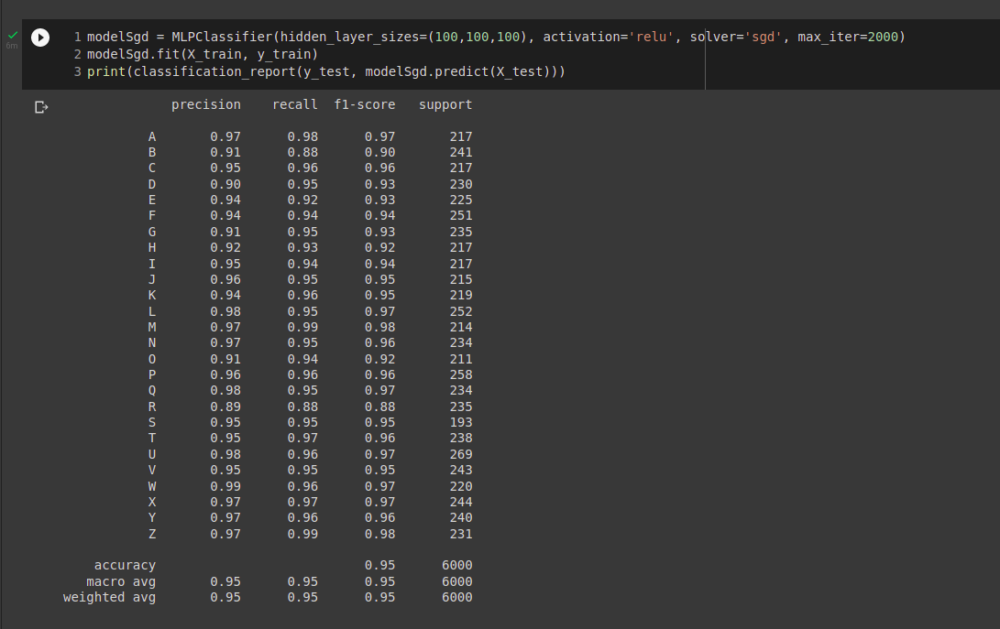 1 modelSgd = MLPClassifier(hidden_layer_sizes=(100,100,100), activation='relu', solver='sgd', max_iter=2000)
6m 2 modelSgd.fit(X_train, y_train)
3 print(classification_report(y_test, modelSgd.predict(X_test)))
precision recall f1-score support
A 0.97 0.98 0.97 217
B 0.91 0.88 0.90 241
C 0.95 0.96 0.96 217
D 0.90 0.95 0.93 230
E 0.94 0.92 0.93 225
F 0.94 0.94 0.94 251
G 0.91 0.95 0.93 235
H 0.92 0.93 0.92 217
I 0.95 0.94 0.94 217
J 0.96 0.95 0.95 215
K 0.94 0.96 0.95 219
L 0.98 0.95 0.97 252
M 0.97 0.99 0.98 214
N 0.97 0.95 0.96 234
O 0.91 0.94 0.92 211
P 0.96 0.96 0.96 258
Q 0.98 0.95 0.97 234
R 0.89 0.88 0.88 235
S 0.95 0.95 0.95 193
T 0.95 0.97 0.96 238
U 0.98 0.96 0.97 269
V 0.95 0.95 0.95 243
W 0.99 0.96 0.97 220
X 0.97 0.97 0.97 244
Y 0.97 0.96 0.96 240
Z 0.97 0.99 0.98 231
accuracy 0.95 6000
macro avg 0.95 0.95 0.95 6000
weighted avg 0.95 0.95 0.95 6000